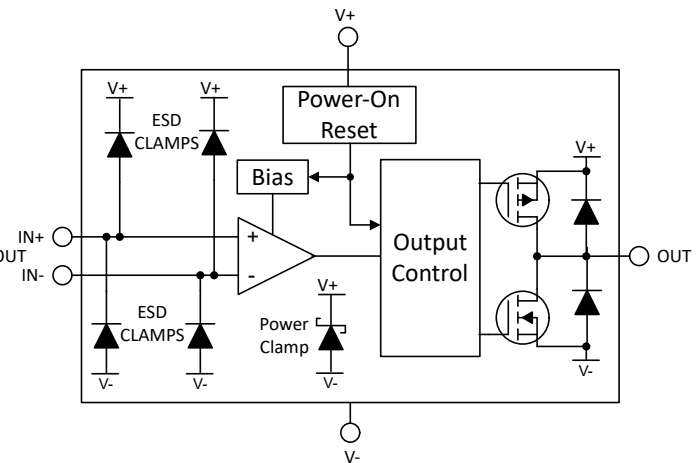 V+
Power-On
Reset
V+
V+
ESD
CLAMPS
V+
Bias
IN+
+
Output
Control
OUT
OUT
IN-
-
V+
ESD
CLAMPS
Power
Clamp
V-
V-
V-
V-
V-